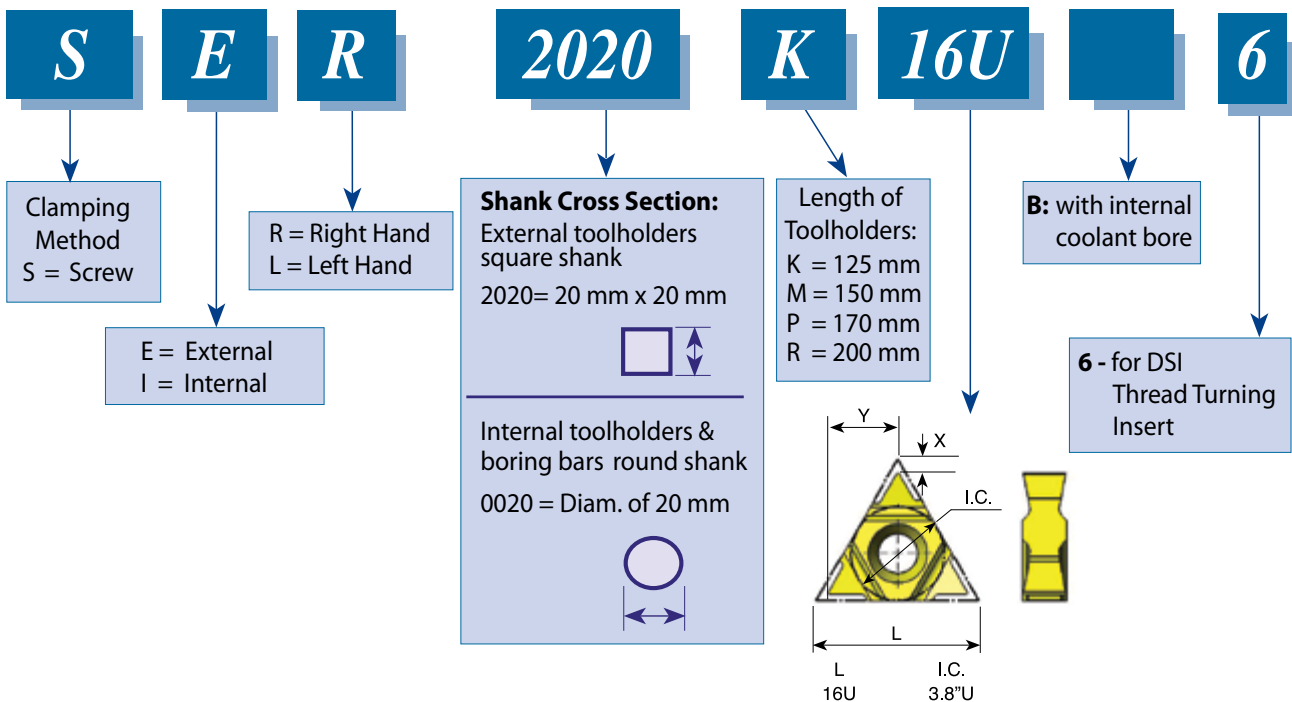 S E R 2020 K 16U 6
Clamping
Method
S = Screw
E = External
I = Internal
R = Right Hand
L = Left Hand
Shank Cross Section:
External toolholders
square shank
2020= 20 mm x 20 mm
Internal toolholders &
boring bars round shank
0020 = Diam. of 20 mm
Length of
Toolholders:
K = 125 mm
M = 150 mm
P = 170 mm
R = 200 mm
B: with internal
coolant bore
6 - for DSI
Thread Turning
Insert
Y
X
I.C.
L
L I.C.
16U 3.8”U